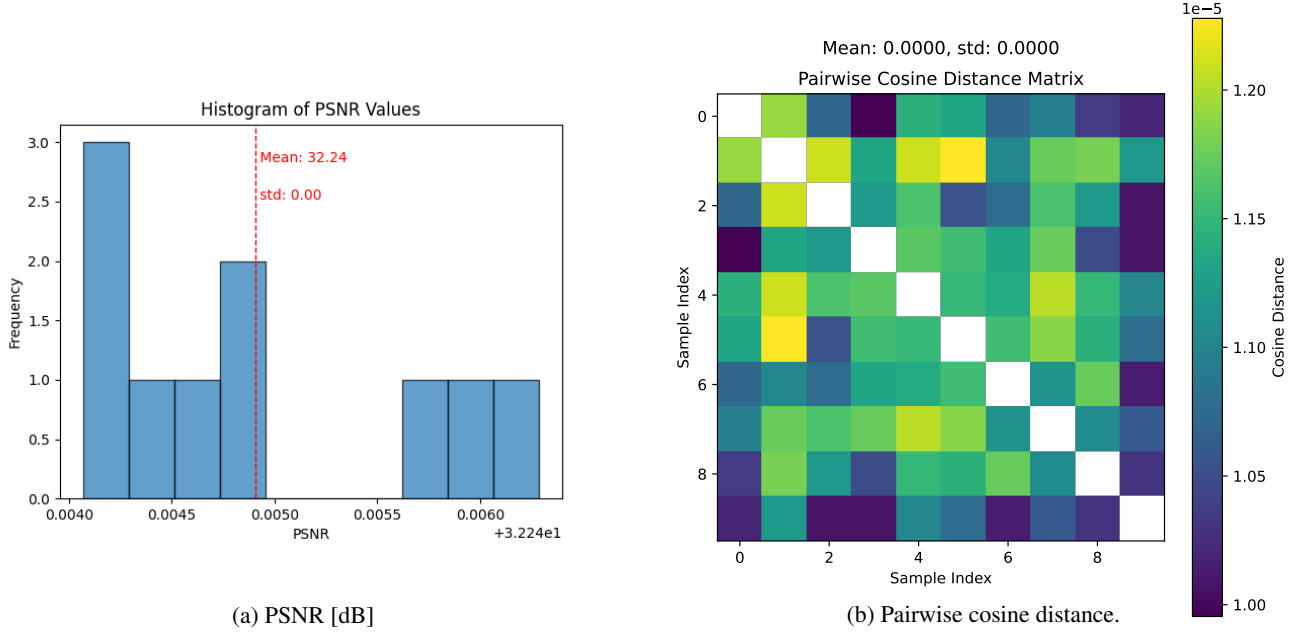 Histogram of PSNR Values
Mean: 32.24
std: 0.00
Frequency
3.0
2.5
2.0
1.5
1.0
0.5
0.0
0.0040 0.0045 0.0050 0.0055 0.0060
PSNR
+3.224e1
(a) PSNR [dB]
Mean: 0.0000, std: 0.0000
Pairwise Cosine Distance Matrix
Sample Index
0
2
4
6
8
0 2 4 6 8
Sample Index
1e−5
1.20
1.15
1.10
1.05
1.00
Cosine Distance
(b) Pairwise cosine distance.